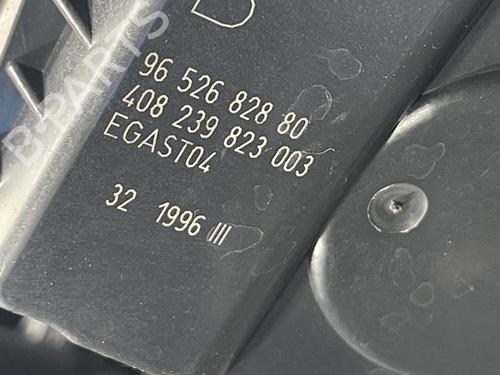 D
96 526 828 80
408 239 823 003
EGAST04
32 1996 III
B-PARTS